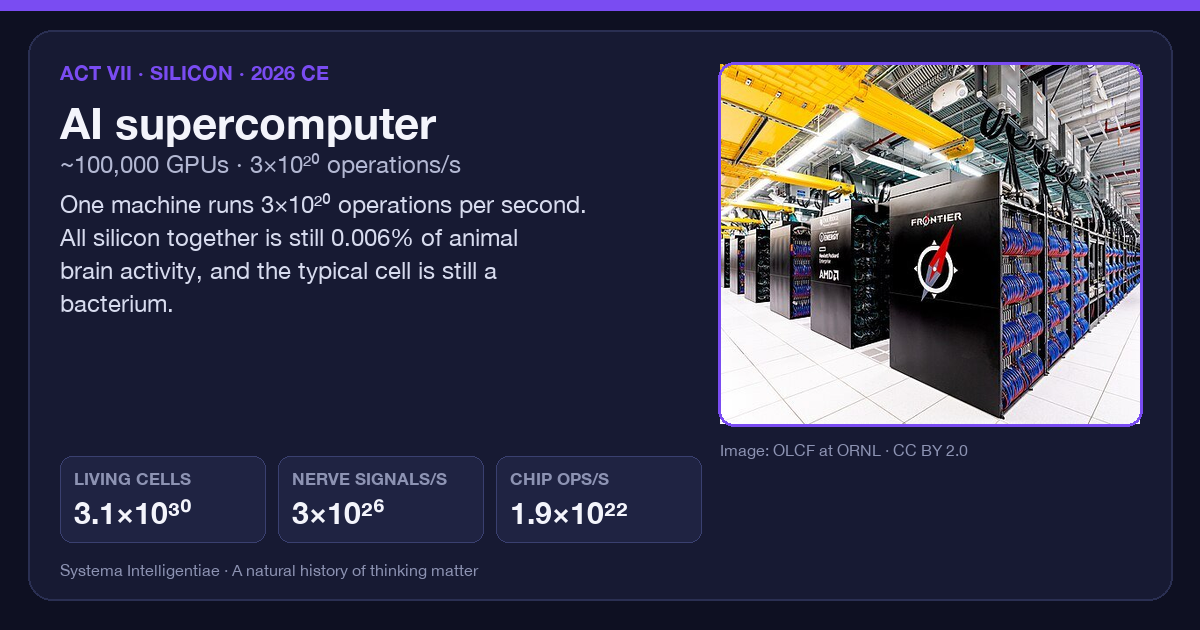 ACT VII · SILICON · 2026 CE
AI supercomputer
~100,000 GPUs · 3×10²⁰ operations/s
One machine runs 3×10²⁰ operations per second.
All silicon together is still 0.006% of animal
brain activity, and the typical cell is still a
bacterium.
FRONTIER
ENERGY
AMD
Image: OLCF at ORNL · CC BY 2.0
LIVING CELLS
3.1×10³⁰
NERVE SIGNALS/S
3×10²⁶
CHIP OPS/S
1.9×10²²
Systema Intelligentiae · A natural history of thinking matter